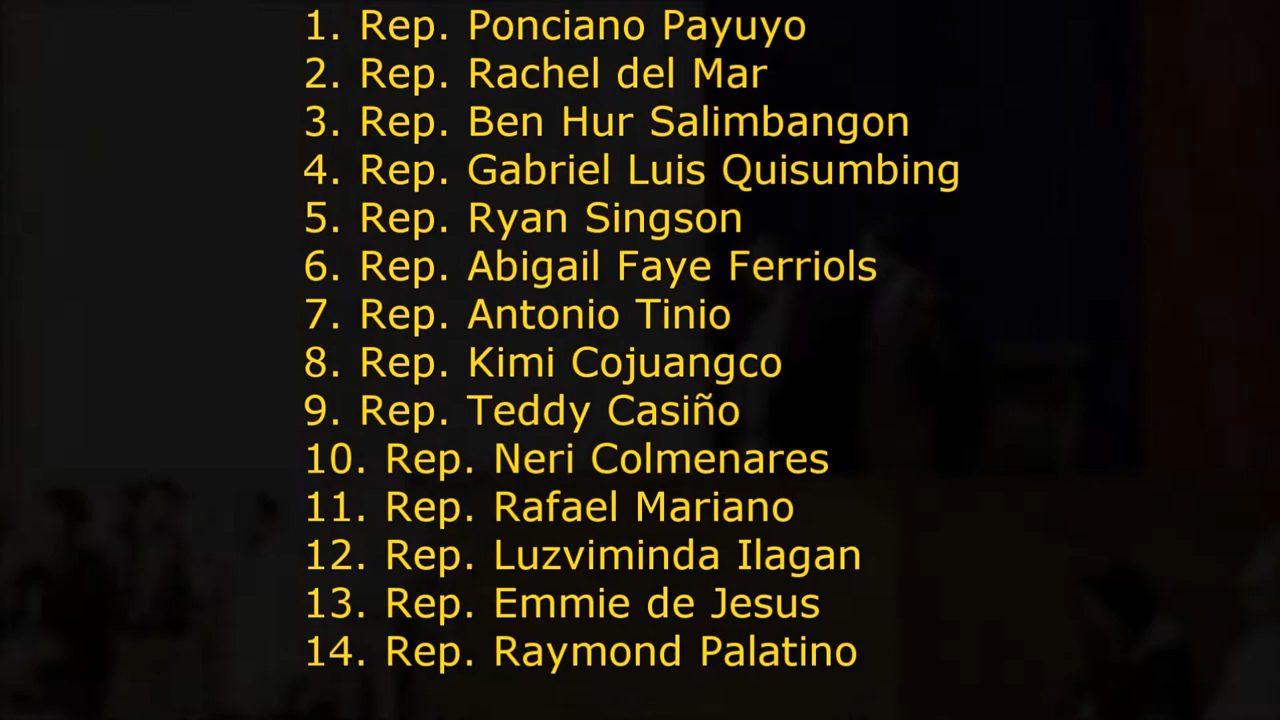 1. Rep. Ponciano Payuyo
2. Rep. Rachel del Mar
3. Rep. Ben Hur Salimbangon
4. Rep. Gabriel Luis Quisumbing
5. Rep. Ryan Singson
6. Rep. Abigail Faye Ferriols
7. Rep. Antonio Tinio
8. Rep. Kimi Cojuangco
9. Rep. Teddy Casiño
10. Rep. Neri Colmenares
11. Rep. Rafael Mariano
12. Rep. Luzviminda Ilagan
13. Rep. Emmie de Jesus
14. Rep. Raymond Palatino